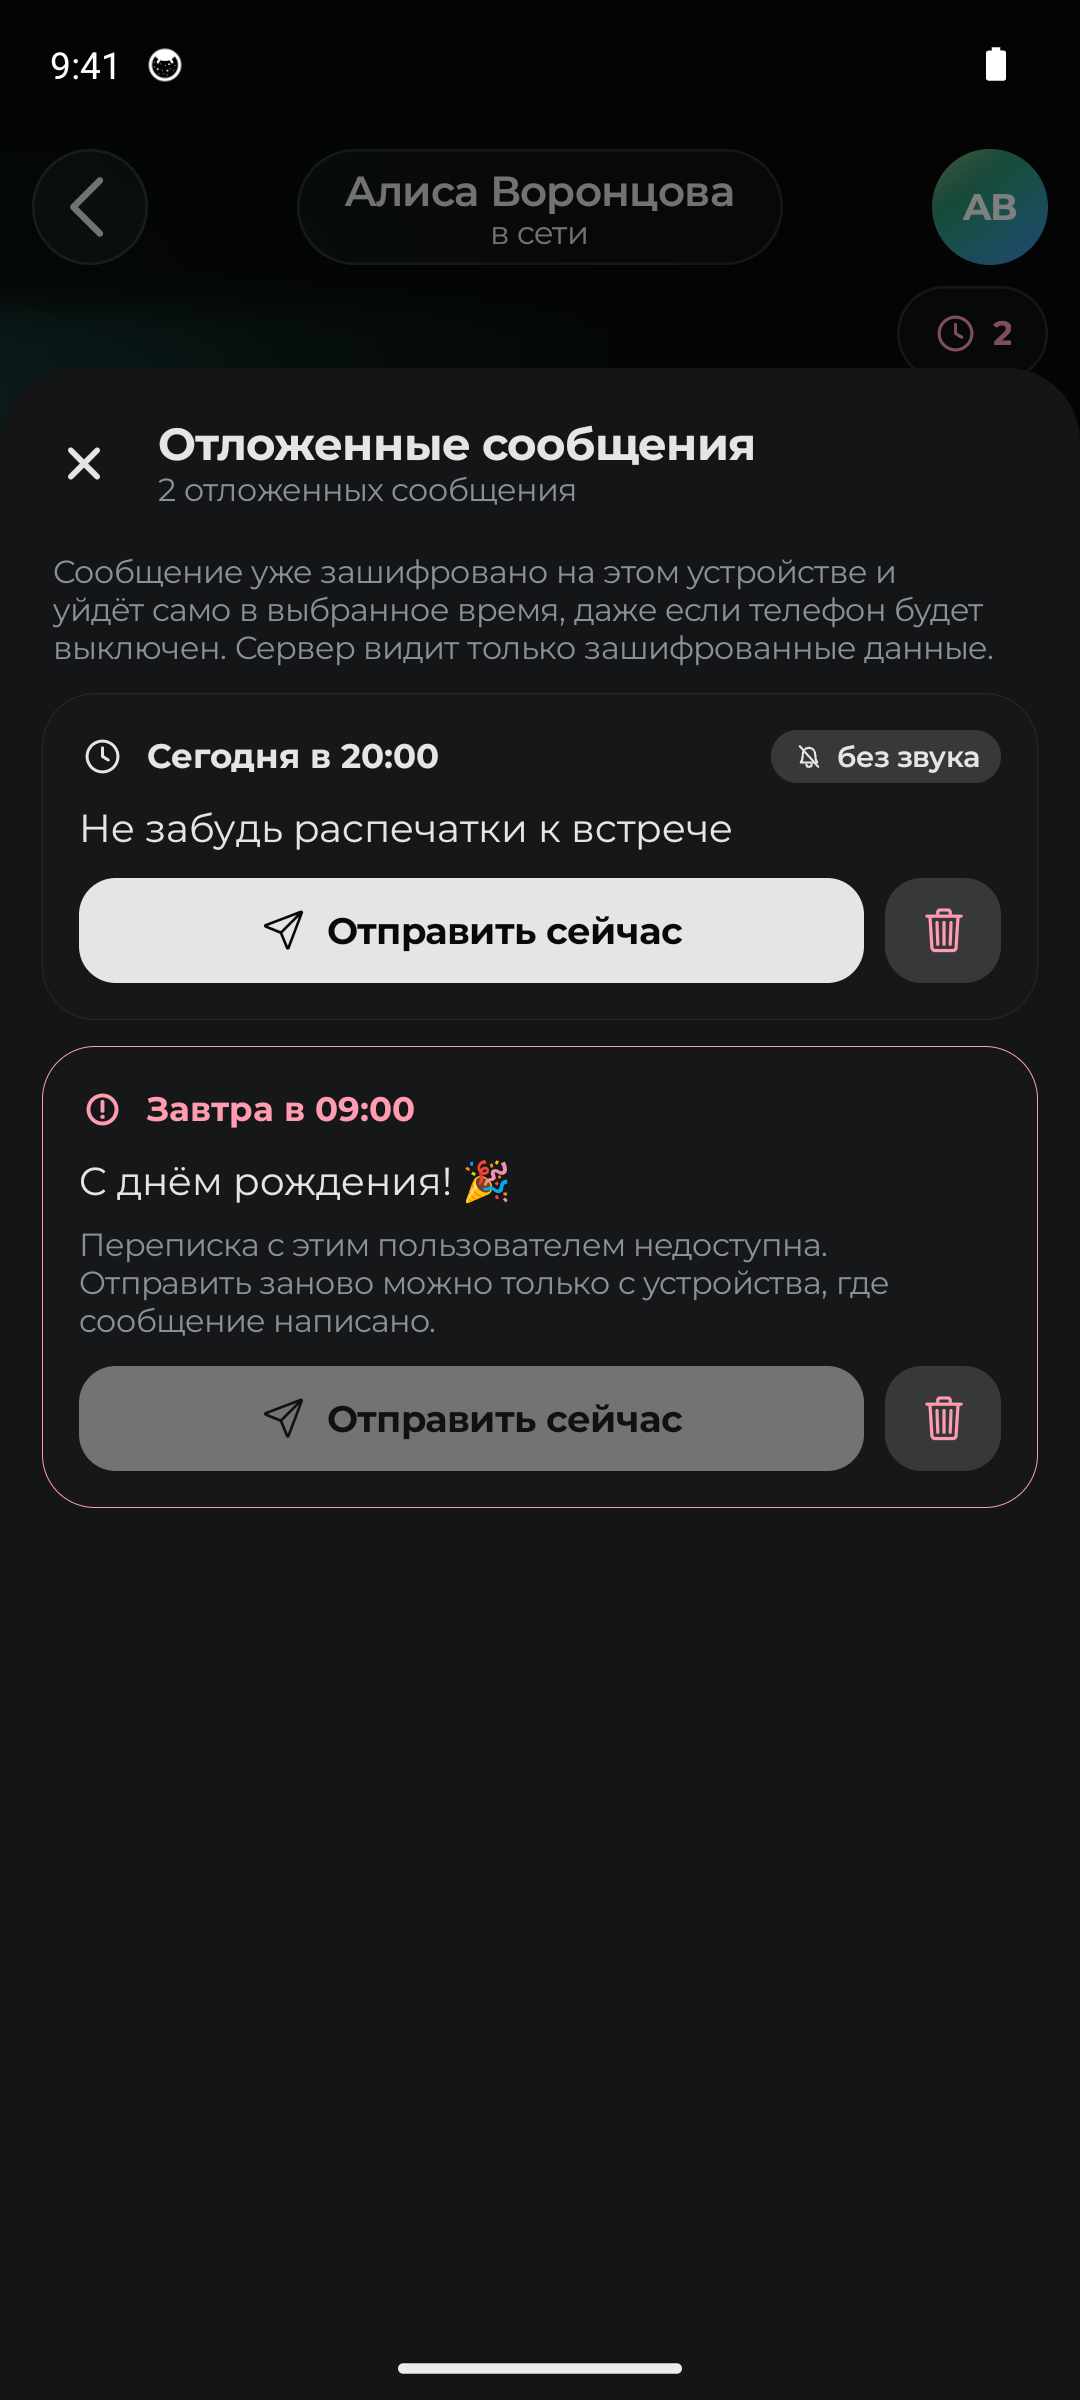 9:41
Алиса Воронцова
в сети
АВ
2
Отложенные сообщения
2 отложенных сообщения
Сообщение уже зашифровано на этом устройстве и
уйдёт само в выбранное время, даже если телефон будет
выключен. Сервер видит только зашифрованные данные.
Сегодня в 20:00
без звука
Не забудь распечатки к встрече
Отправить сейчас
Завтра в 09:00
С днём рождения! 🎉
Переписка с этим пользователем недоступна.
Отправить заново можно только с устройства, где
сообщение написано.
Отправить сейчас